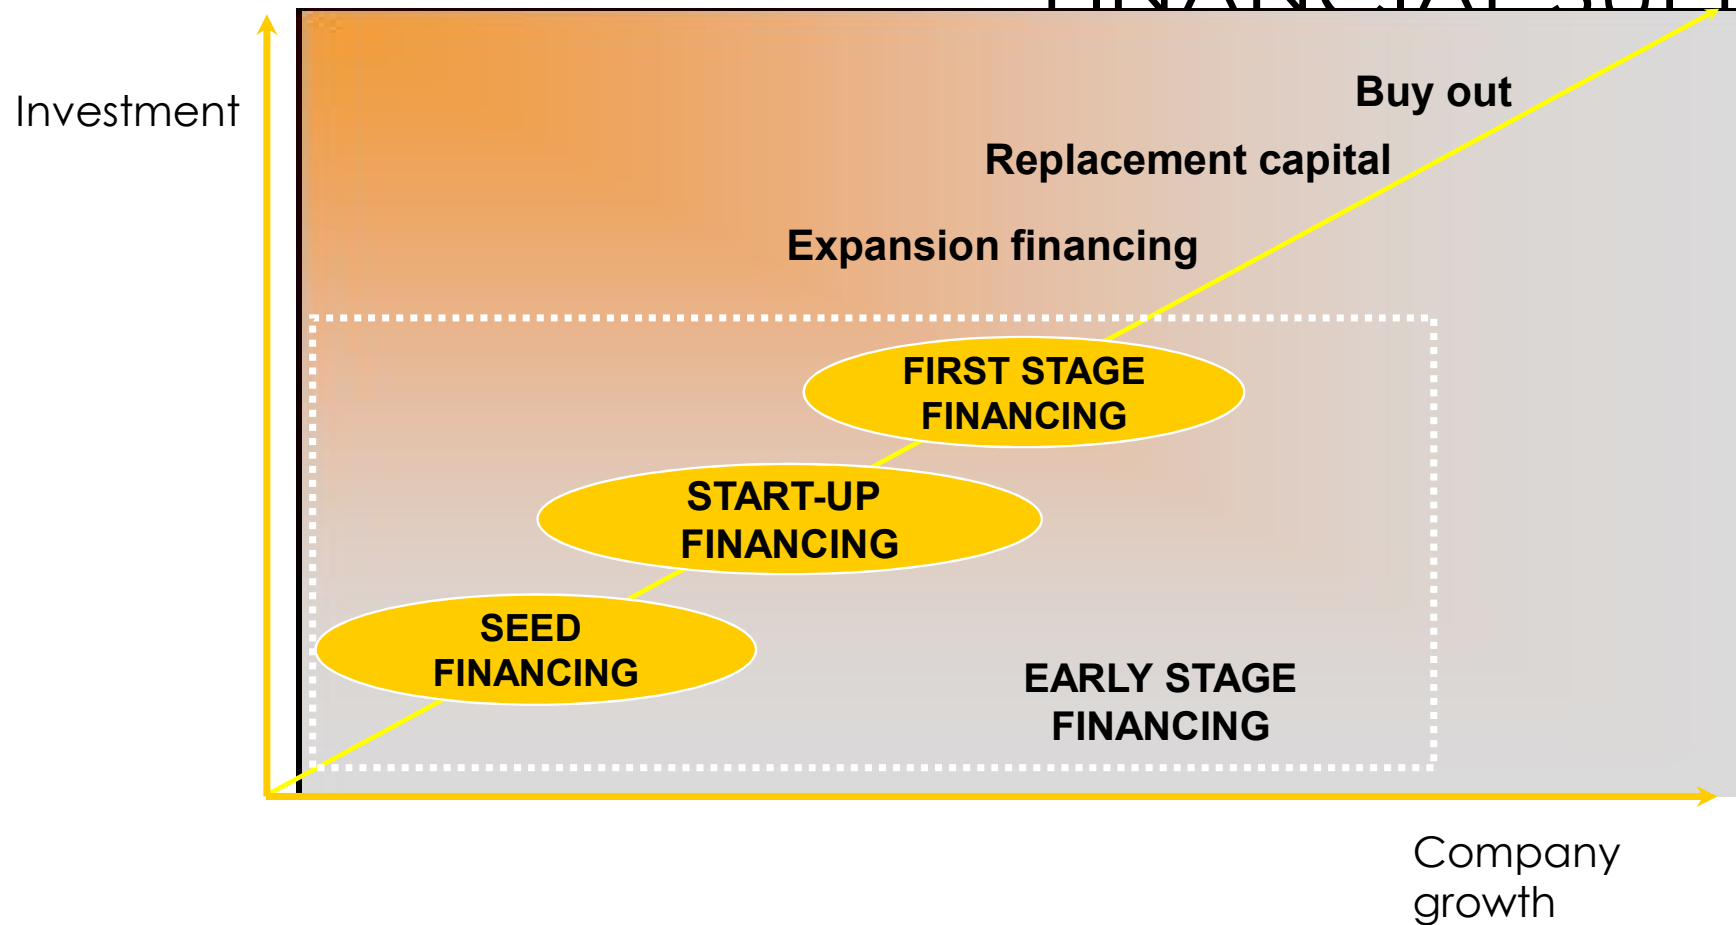 FINANCIAL
Investment
Buy out
Replacement capital
Expansion financing
FIRST STAGE
FINANCING
START-UP
FINANCING
SEED
FINANCING
EARLY STAGE
FINANCING
Company
growth